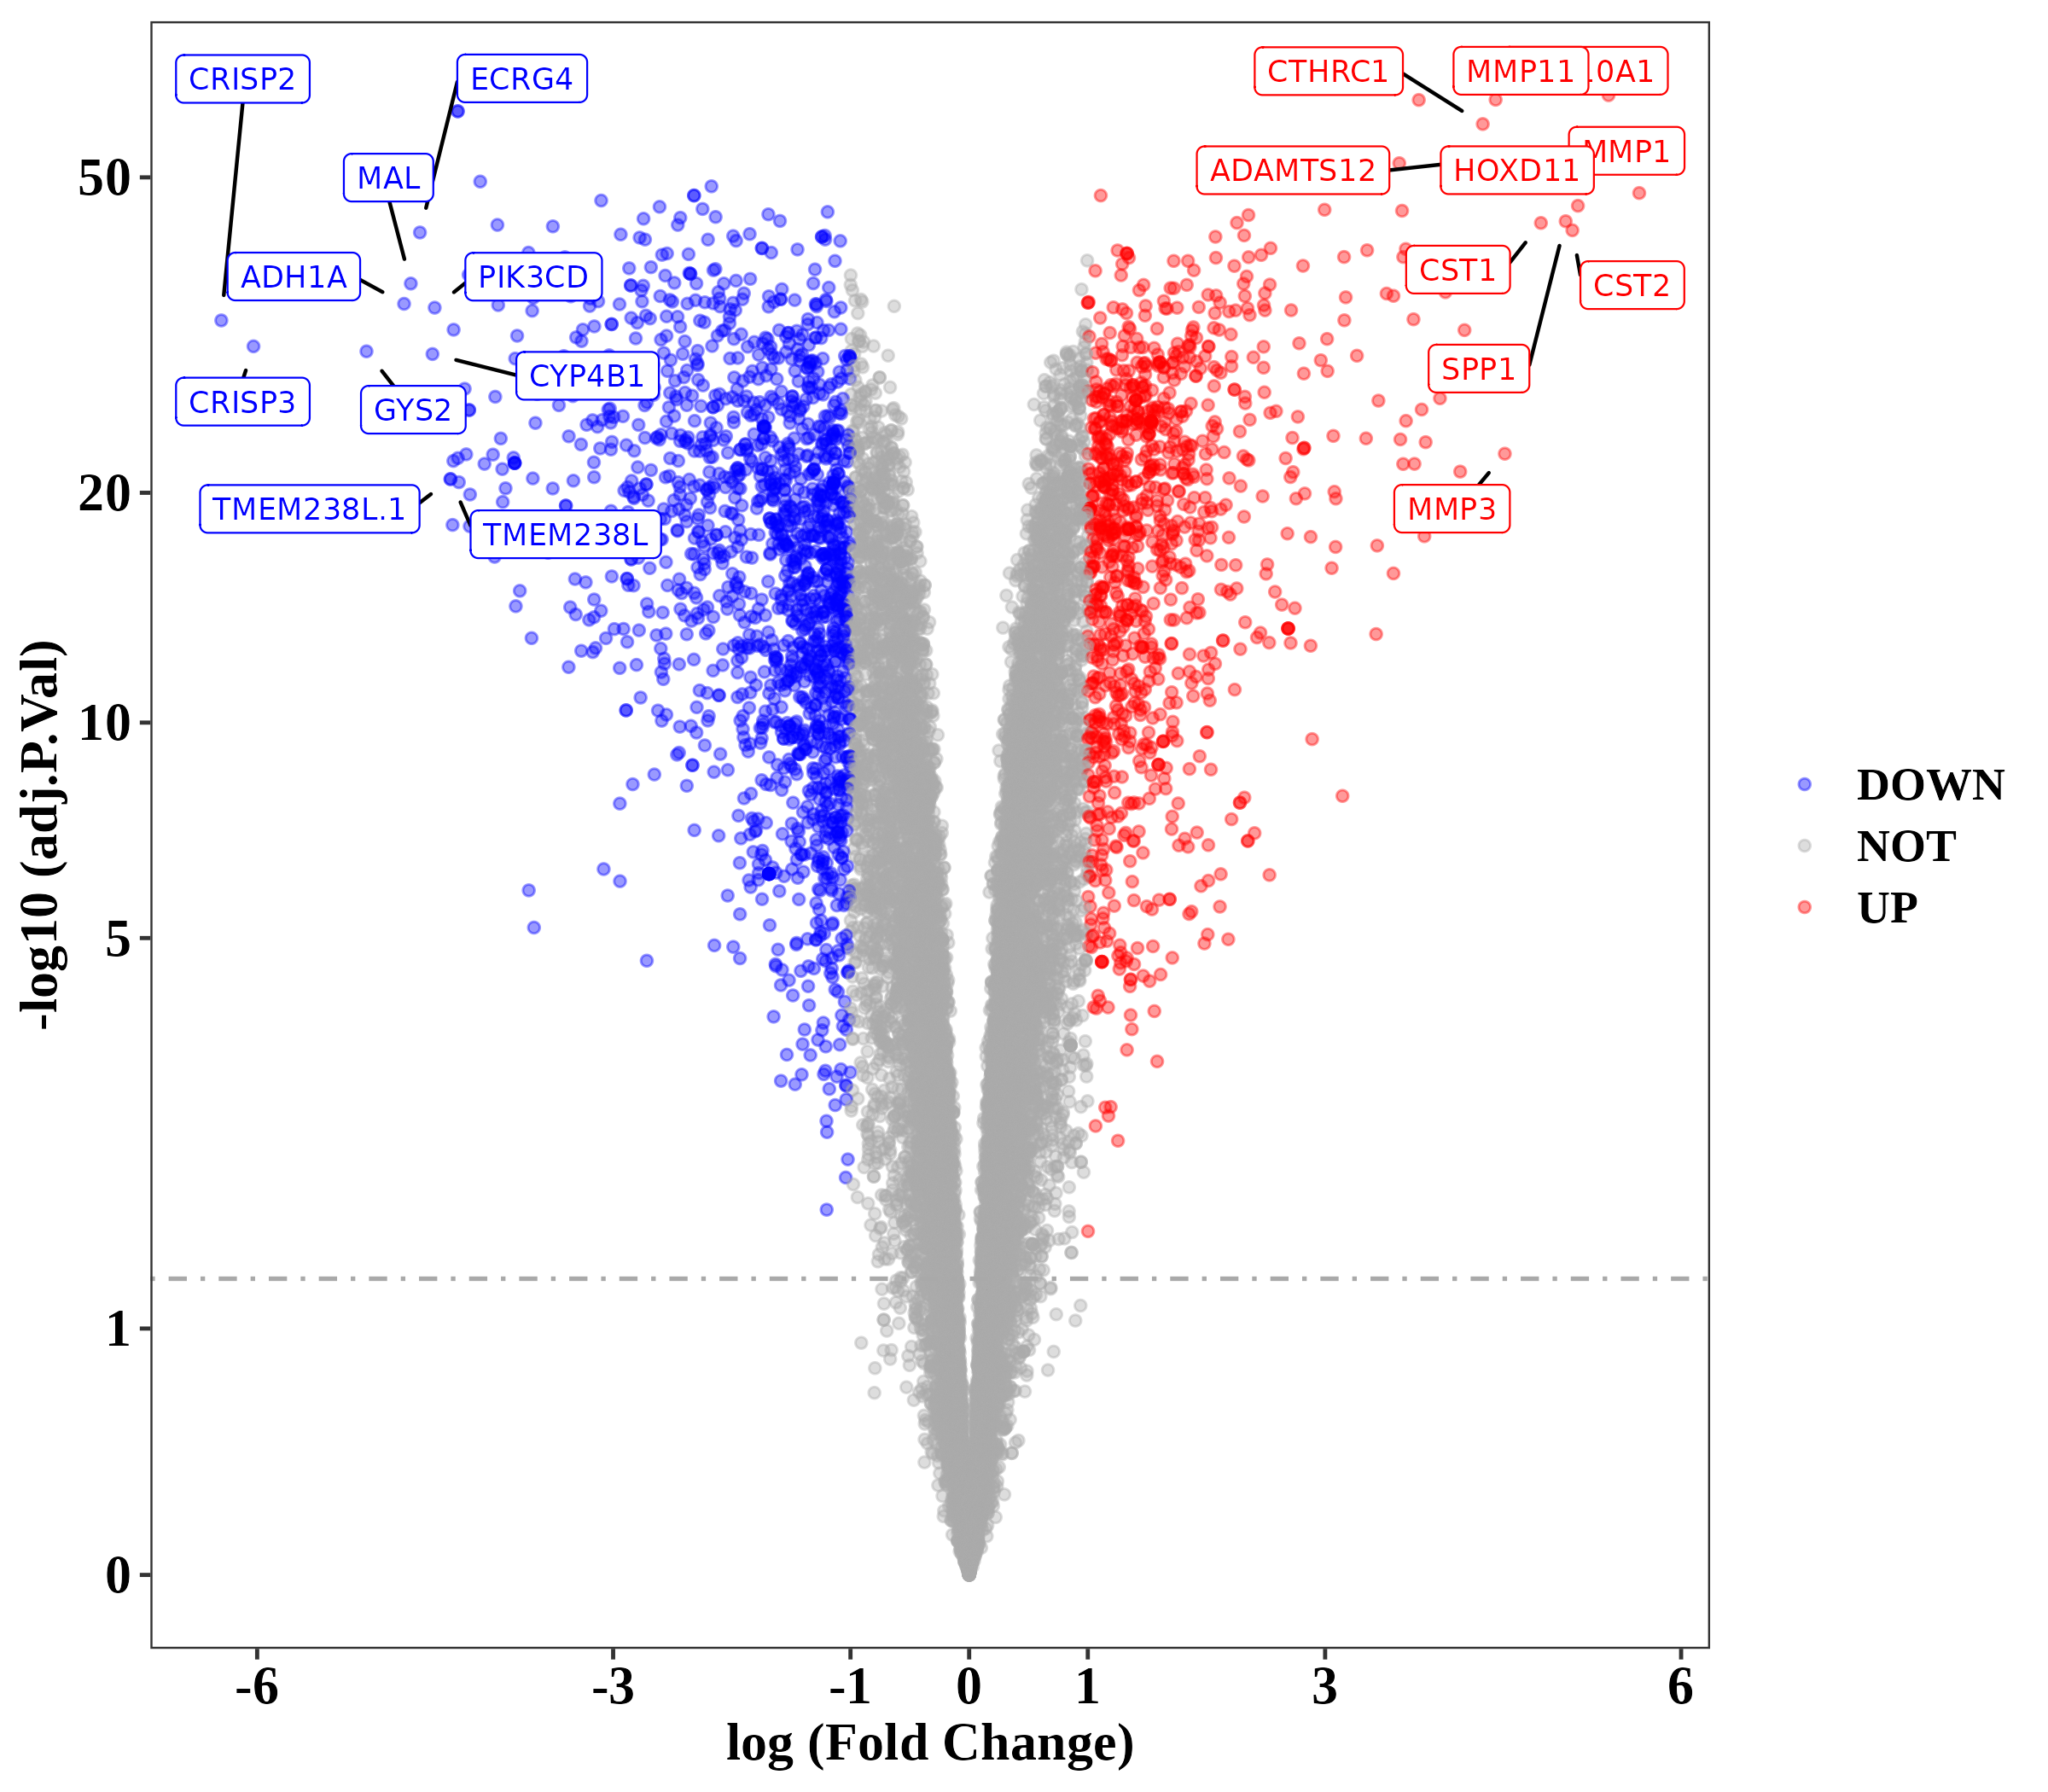 CRISP2
ECRG4
CTHRC1
MMP11
0A1
MAL
MMP1
ADAMTS12
HOXD11
ADH1A
PIK3CD
CST1
CST2
CYP4B1
SPP1
CRISP3
GYS2
TMEM238L.1
TMEM238L
MMP3
50
20
10
5
1
0
-log10 (adj.P.Val)
-6
-3
-1
0
1
3
6
log (Fold Change)
DOWN
NOT
UP